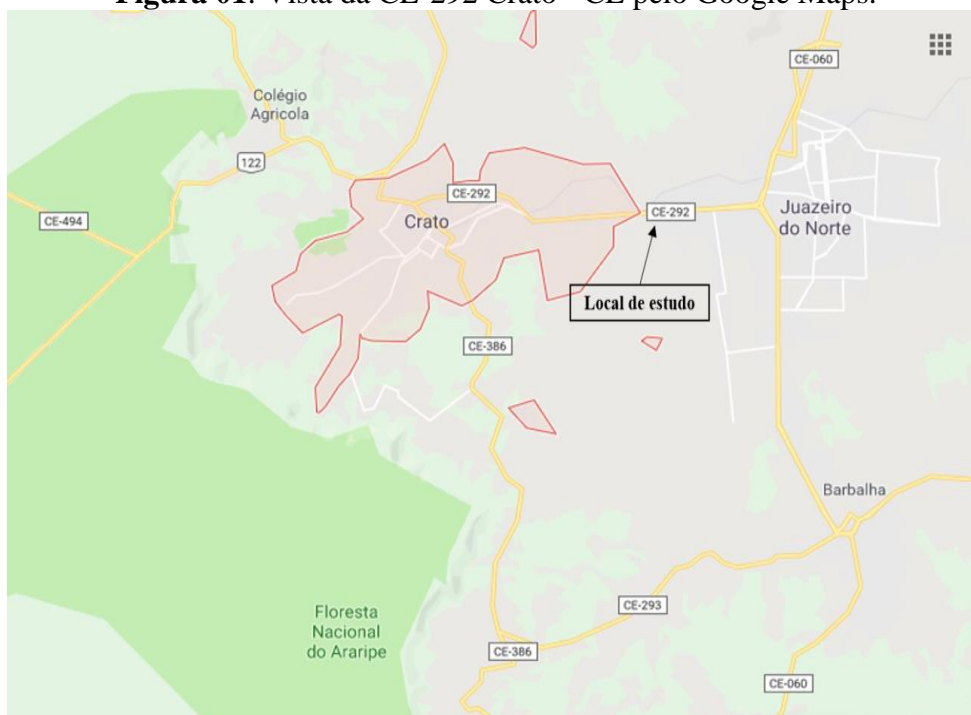 Figura 01: Vista da CE-292 Crato - CE pelo Google Maps.
CE-060
Colégio
Agricola
122
CE-292
CE-494
Crato
CE-292
Juazeiro
do Norte
Local de estudo
CE-386
Barbalha
CE-293
Floresta
Nacional
do Araripe
CE-386
CE-060